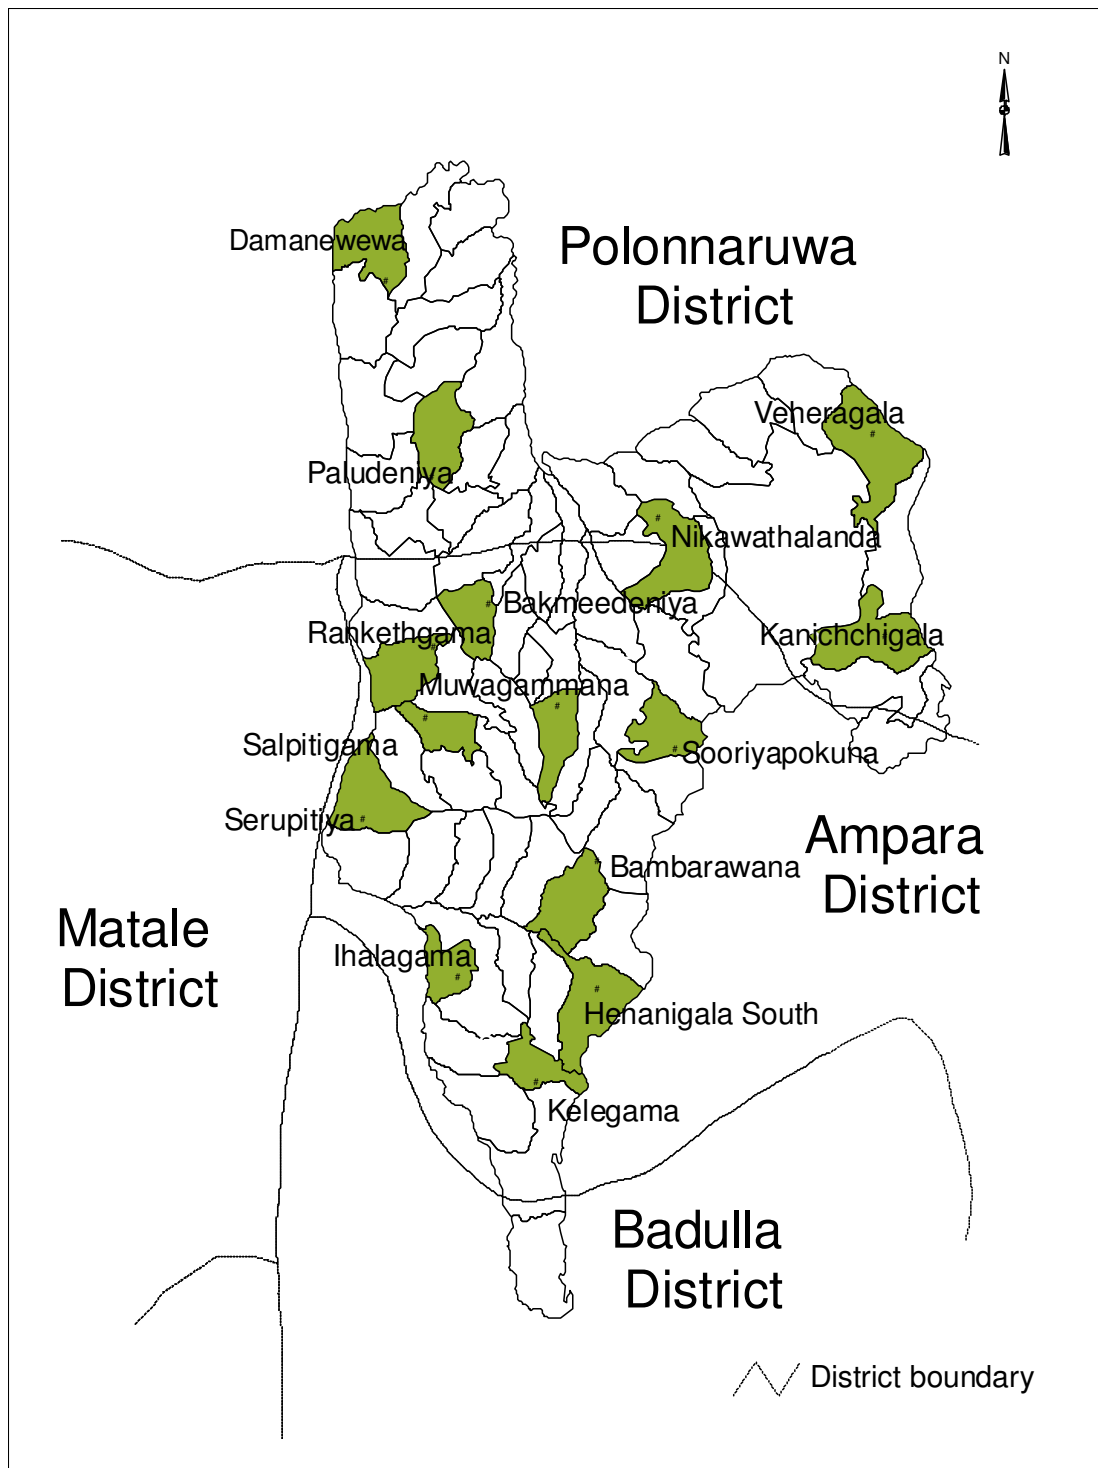 N
Damanewewa
Polonnaruwa
District
Veheragala
Paludeniya
Nikawathalanda
Bakmeedeniya
Rankethgama
Kanichchigala
Muwagammana
Salpitigama
Sooriyapokuna
Serupitiya
Ampara
District
Bambarawana
Matale
District
Ihalagama
Henanigala South
Kelegama
Badulla
District
District boundary